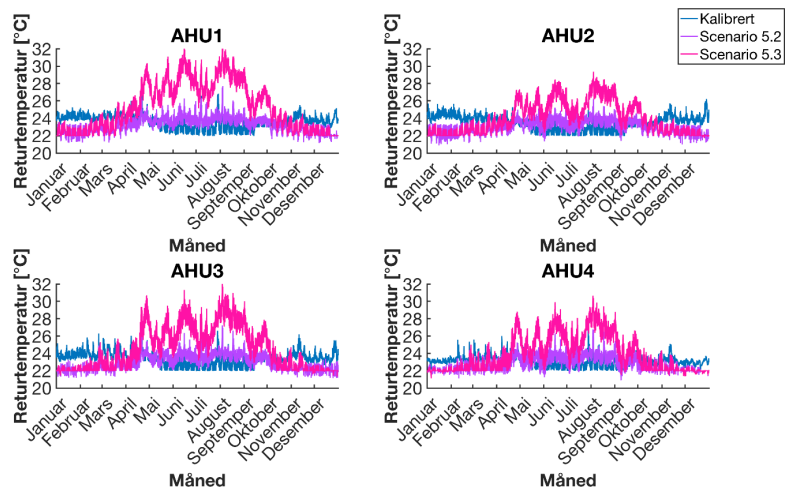 Kalibrert
Scenario 5.2
Scenario 5.3
AHU1
Returtemperatur [°C]
32
30
28
26
24
22
20
Januar
Februar
Mars
April
Mai
Juni
Juli
August
September
Oktober
November
Desember
Måned
AHU2
Returtemperatur [°C]
32
30
28
26
24
22
20
Januar
Februar
Mars
April
Mai
Juni
Juli
August
September
Oktober
November
Desember
Måned
AHU3
Returtemperatur [°C]
32
30
28
26
24
22
20
Januar
Februar
Mars
April
Mai
Juni
Juli
August
September
Oktober
November
Desember
Måned
AHU4
Returtemperatur [°C]
32
30
28
26
24
22
20
Januar
Februar
Mars
April
Mai
Juni
Juli
August
September
Oktober
November
Desember
Måned